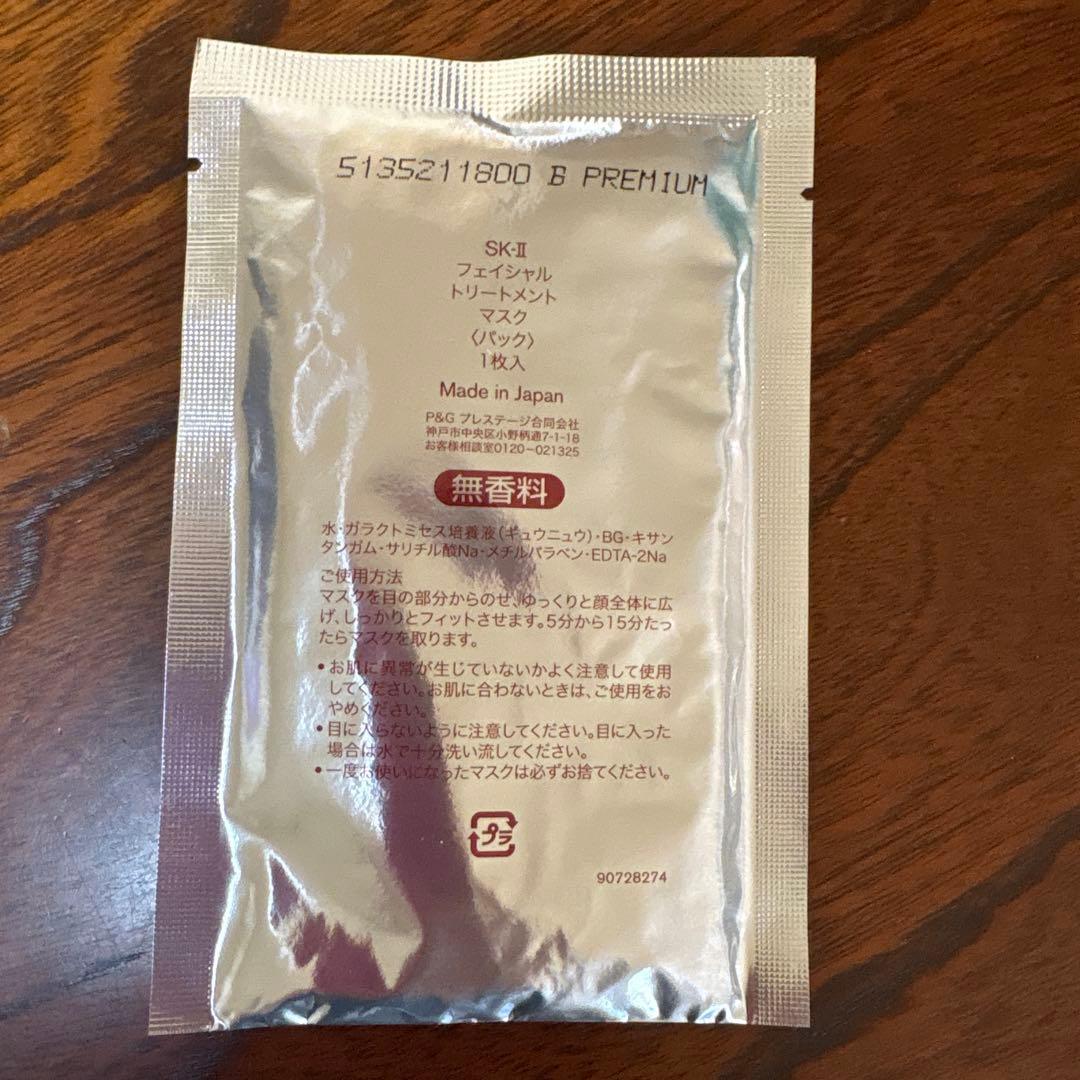 5135211800 B PREMIUM
SK-Ⅱ
フェイシャル
トリートメント
マスク
〈パック〉
1枚入
Made in Japan
P&G プレステージ合同会社
神戸市中央区小野柄通7-1-18
お客様相談室0120-021325
無香料
水・ガラクトミセス培養液(ギュウニュウ)・BG・キサン
タンガム・サリチル酸Na・メチルパラベン・EDTA-2Na
ご使用方法
マスクを目の部分からのせ、ゆっくりと顔全体に広
げ、しっかりとフィットさせます。5分から15分たっ
たらマスクを取ります。
•お肌に異常が生じていないかよく注意して使用
してください。お肌に合わないときは、ご使用をお
やめください。
•目に入らないように注意してください。目に入った
場合は水で十分洗い流してください。
•一度お使いになったマスクは必ずお捨てください。
プラ
90728274